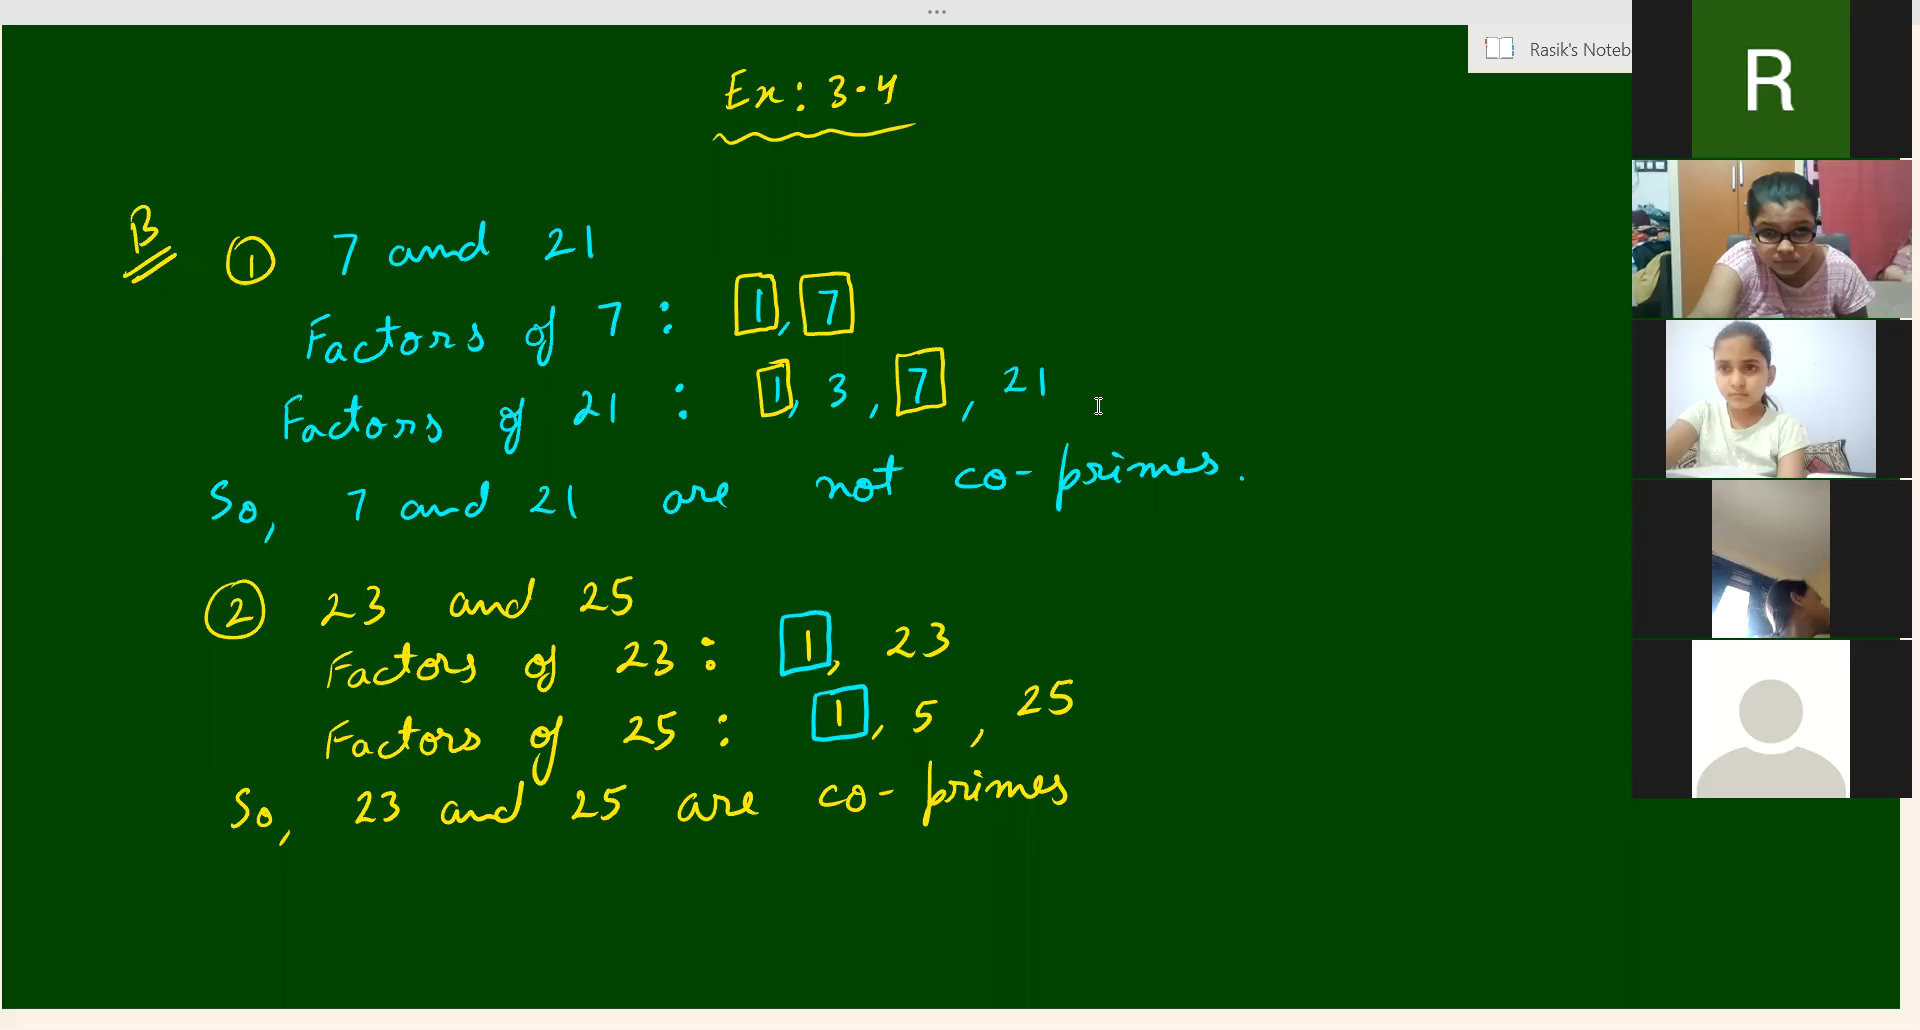 Rasik's Noteb
R
Ex: 3.4
B
1 7 and 21
Factors of 7 : 1, 7
Factors of 21 : 1, 3, 7, 21
So, 7 and 21 are not co-primes.
2 23 and 25
Factors of 23 : 1, 23
Factors of 25 : 1, 5, 25
So, 23 and 25 are co-primes